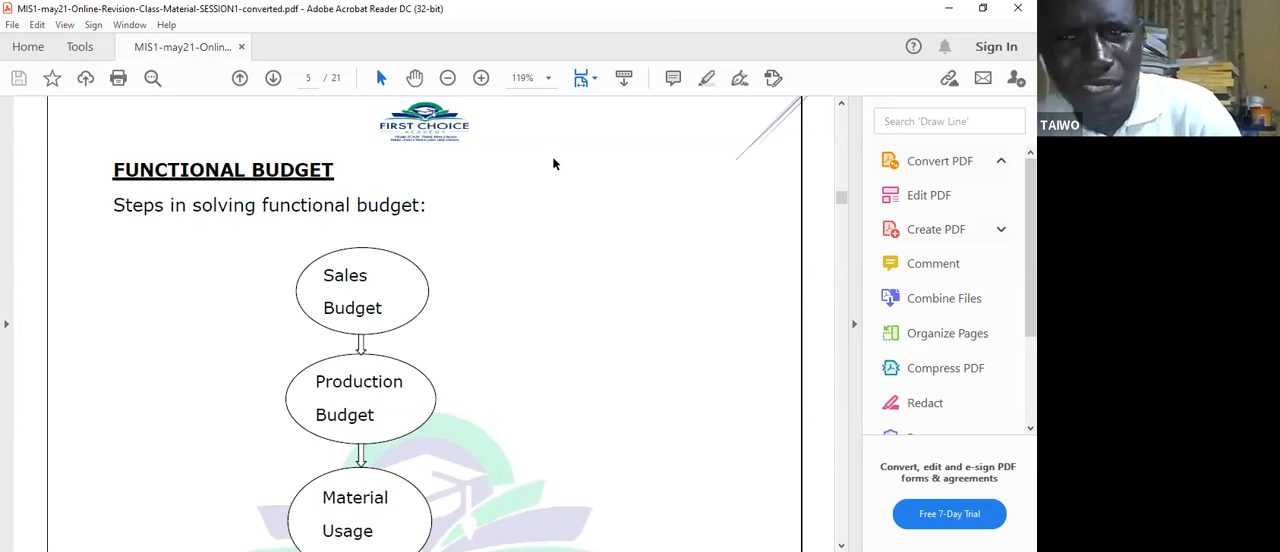 MIS1-may21-Online-Revision-Class-Material-SESSION1-converted.pdf - Adobe Acrobat Reader DC (32-bit)
File Edit View Sign Window Help
Home Tools MIS1-may21-Onlin... × Sign In
5 / 21 119%
FIRST CHOICE
ACADEMY
FUNCTIONAL BUDGET
Steps in solving functional budget:
Sales
Budget
Production
Budget
Material
Usage
Search 'Draw Line'
Convert PDF
Edit PDF
Create PDF
Comment
Combine Files
Organize Pages
Compress PDF
Redact
Convert, edit and e-sign PDF
forms & agreements
Free 7-Day Trial
TAIWO